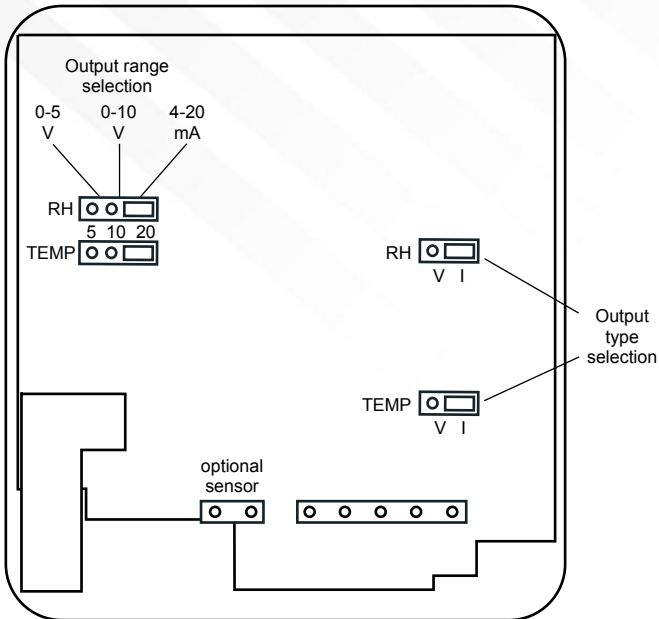 Output range
selection
0-5
V
0-10
V
4-20
mA
RH
5 10 20
TEMP
RH
V I
Output
type
selection
TEMP
V I
optional
sensor